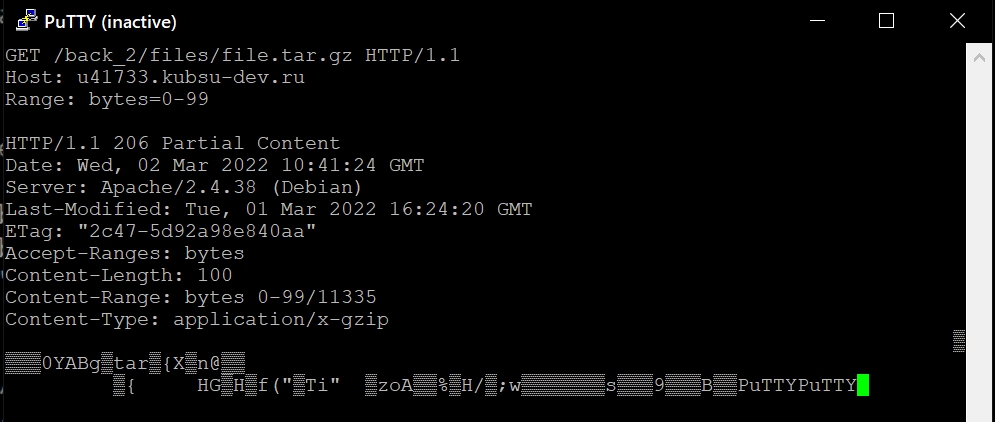 PuTTY (inactive)
GET /back_2/files/file.tar.gz HTTP/1.1
Host: u41733.kubsu-dev.ru
Range: bytes=0-99
HTTP/1.1 206 Partial Content
Date: Wed, 02 Mar 2022 10:41:24 GMT
Server: Apache/2.4.38 (Debian)
Last-Modified: Tue, 01 Mar 2022 16:24:20 GMT
ETag: "2c47-5d92a98e840aa"
Accept-Ranges: bytes
Content-Length: 100
Content-Range: bytes 0-99/11335
Content-Type: application/x-gzip
▒
▒▒▒0YABg▒tar▒{X▒n@▒▒
▒{ HG▒H▒f("▒Ti" ▒zoA▒▒%▒H/▒;w▒▒▒▒▒▒▒s▒▒▒9▒▒▒B▒▒PuTTYPuTTY